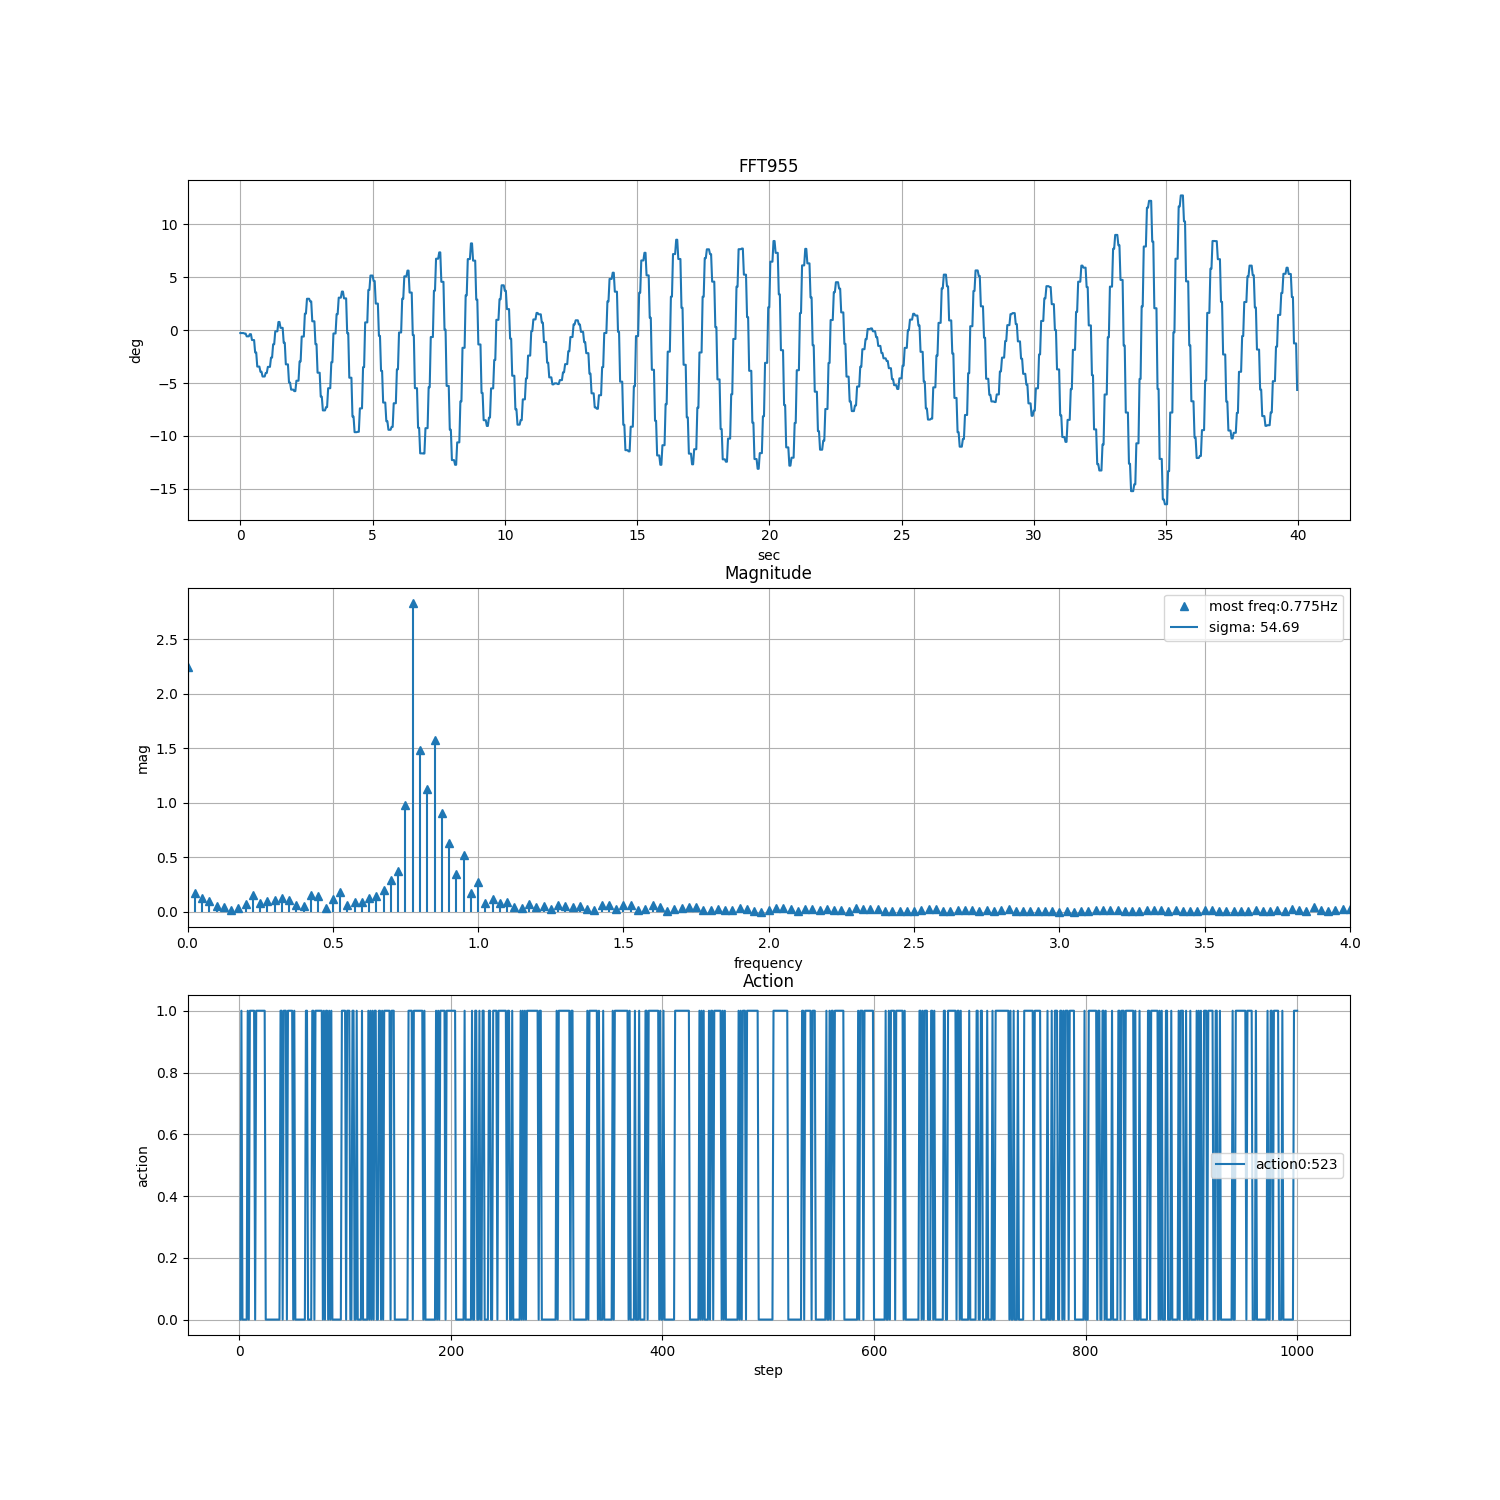 FFT955
10
5
0
−5
−10
−15
deg
0 5 10 15 20 25 30 35 40
sec
Magnitude
most freq:0.775Hz
sigma: 54.69
2.5
2.0
1.5
1.0
0.5
0.0
mag
0.0 0.5 1.0 1.5 2.0 2.5 3.0 3.5 4.0
frequency
Action
1.0
0.8
0.6
0.4
0.2
0.0
action
action0:523
0 200 400 600 800 1000
step